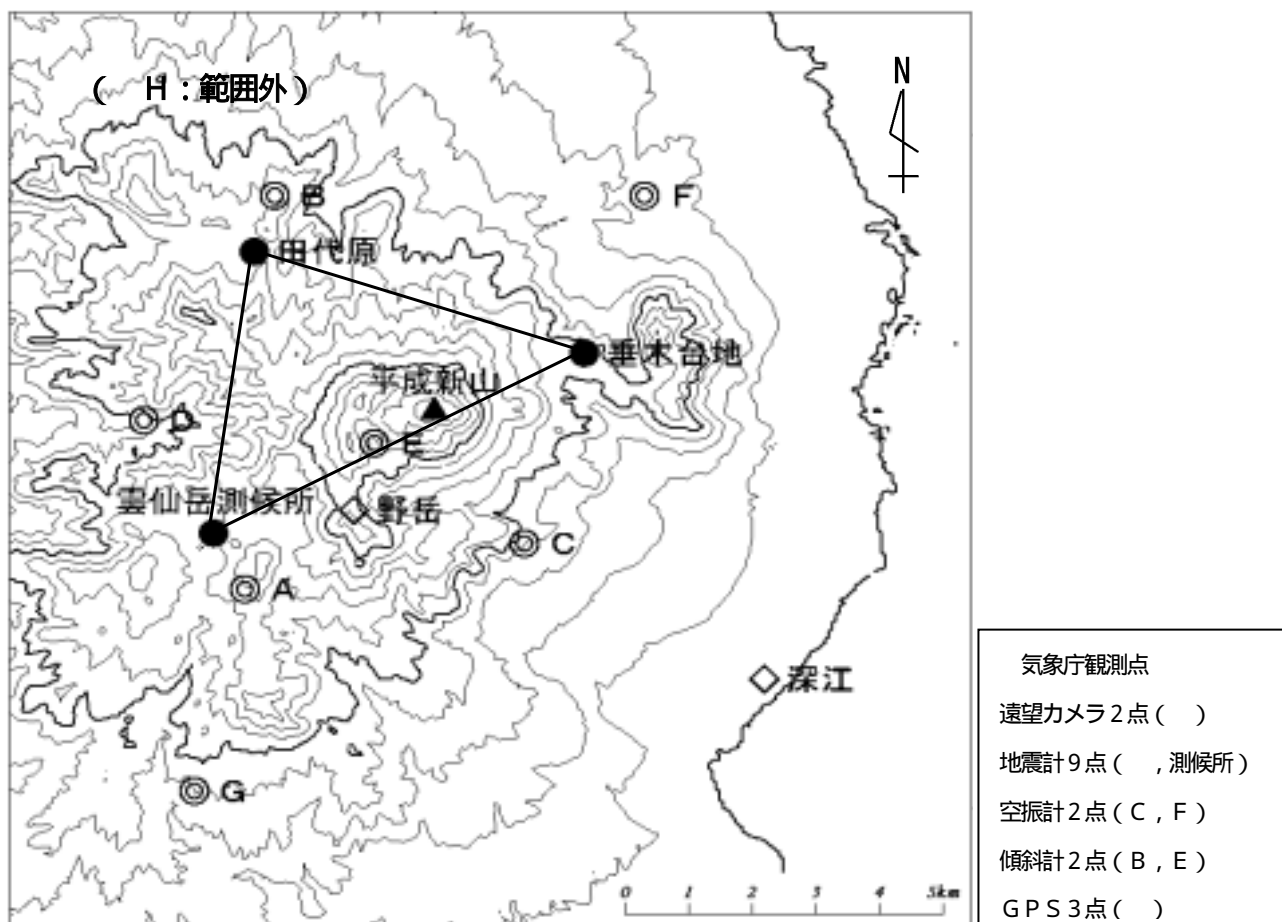 (　H：範囲外)
N
B
F
田代原
垂木台地
平成新山
D
E
雲仙岳測候所
野岳
C
A
深江
G
0 1 2 3 4 5km
気象庁観測点
遠望カメラ２点(　)
地震計９点(　，測候所)
空振計２点(Ｃ，Ｆ)
傾斜計２点(Ｂ，Ｅ)
ＧＰＳ３点(　)